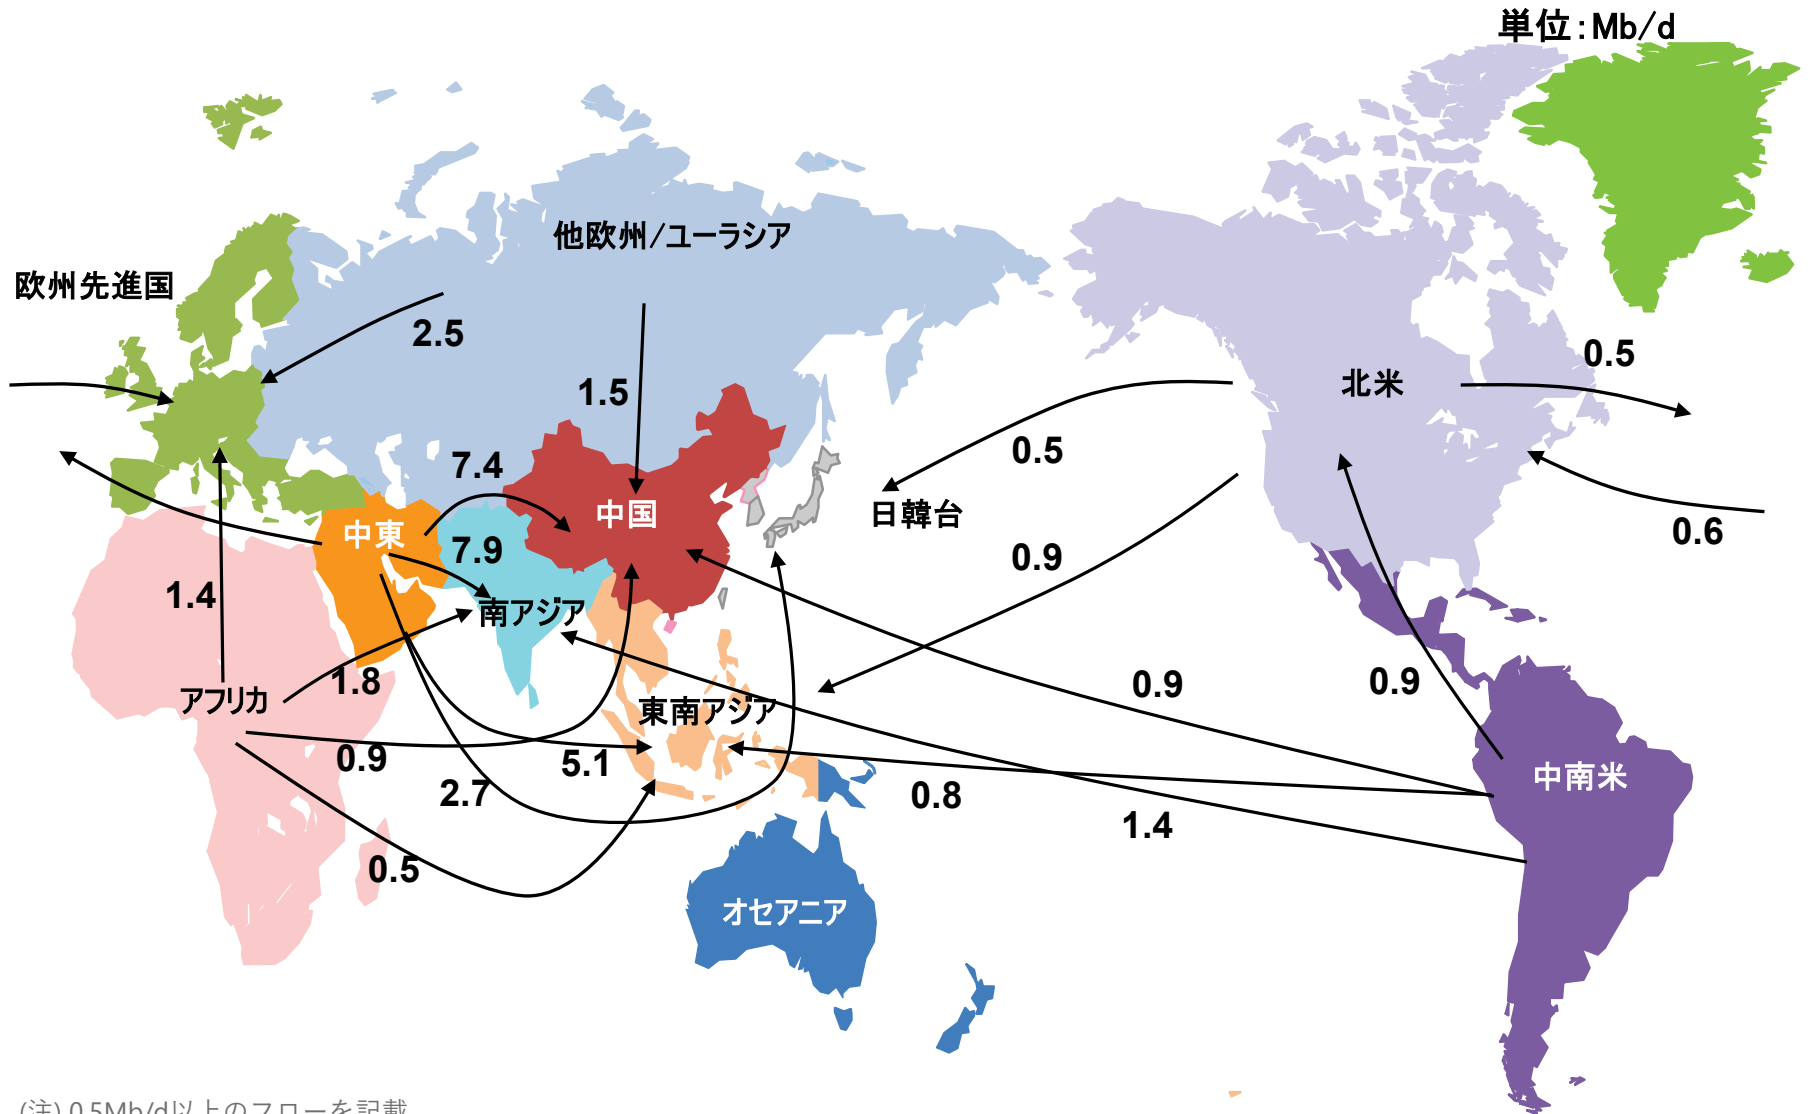 単位:Mb/d
他欧州/ユーラシア
欧州先進国
2.5
0.5
1.5
北米
0.5
7.4
中国
日韓台
中東
0.6
7.9
0.9
1.4
南アジア
1.8
0.9
0.9
アフリカ
東南アジア
0.9
5.1
2.7
0.8
中南米
1.4
0.5
オセアニア
(注) 0.5Mb/d以上のフローを記載